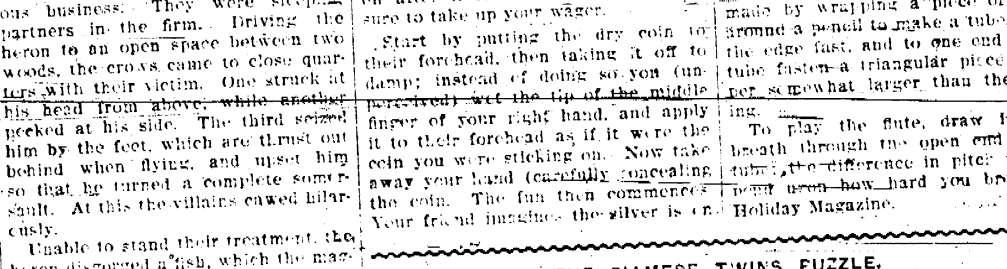 ous business. They were sleeping
partners in the firm. Driving the
heron to an open space between two
woods, the crows came to close quar-
ters with their victim. One struck at
his head from above, while another
pecked at his side. The third seized
him by the feet, which are thrust out
behind when flying, and upset him
so that he turned a complete somer-
sault. At this the villains cawed hilar-
ously.
Unable to stand their treatment, the
heron disgorged a fish, which the mag-
sure to take up your wager.
Start by putting the dry coin to
their forehead, then taking it off to
damp; instead of doing so you (un-
perceived) wet the tip of the middle
finger of your right hand, and apply
it to their forehead as if it were the
coin you were sticking on. Now take
away your hand (carefully concealing
the coin. The fun then commences
Your friend imagines the silver is on
made by wrapping a piece
around a pencil to make a tube
the edge fast, and to one end
tube fasten a triangular piece
per somewhat larger than the
ing.
To play the flute, draw
breath through the open end
tube, the difference in pitch
pend upon how hard you
Holiday Magazine.
SIAMESE TWINS PUZZLE.